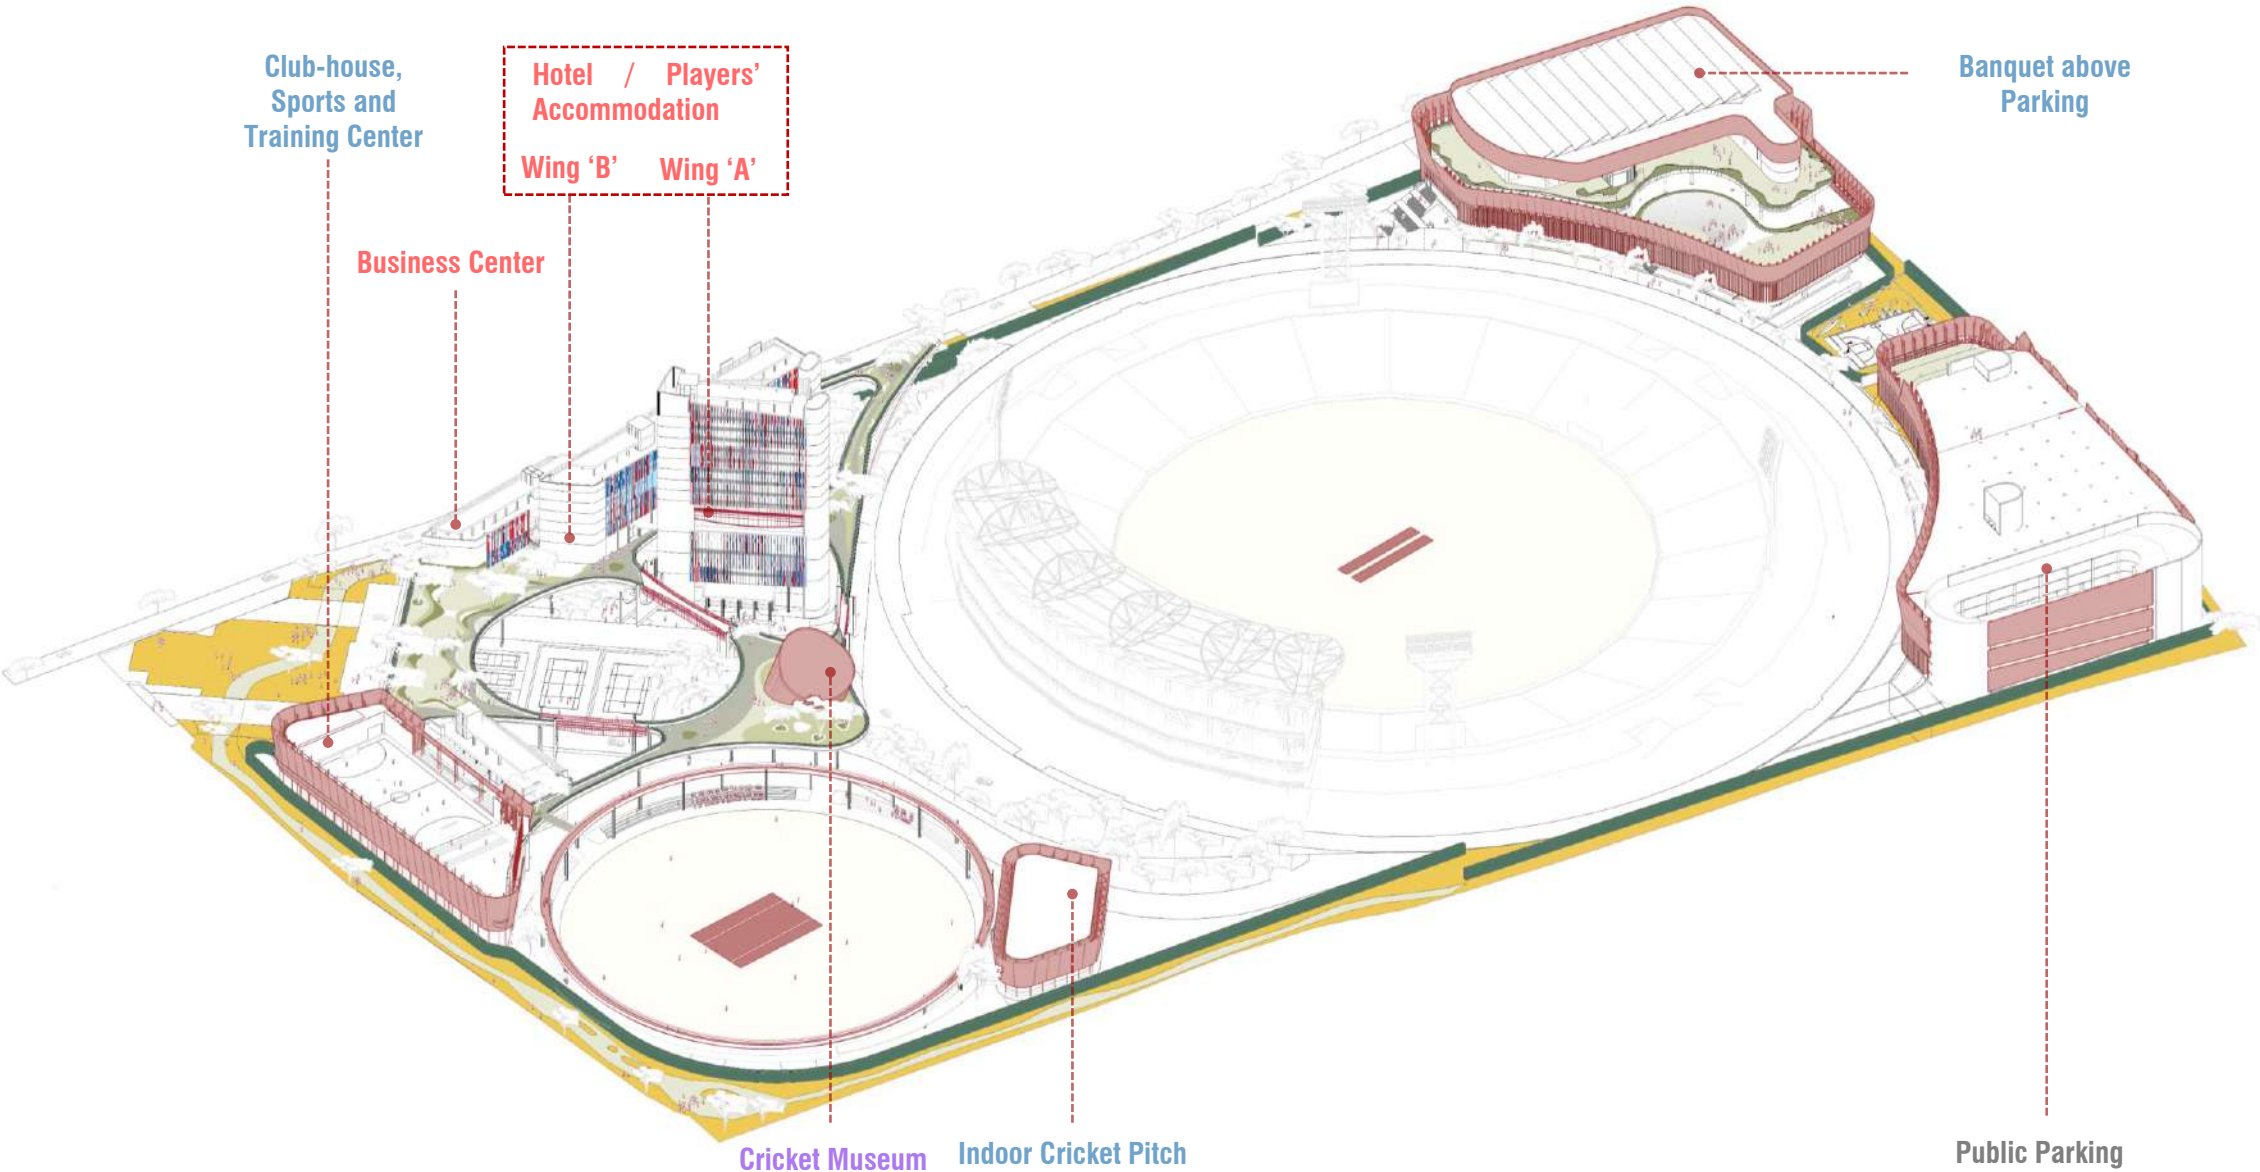 Club-house,
Sports and
Training Center
Hotel / Players’
Accommodation
Wing ‘B’ Wing ‘A’
Banquet above
Parking
Business Center
Cricket Museum
Indoor Cricket Pitch
Public Parking